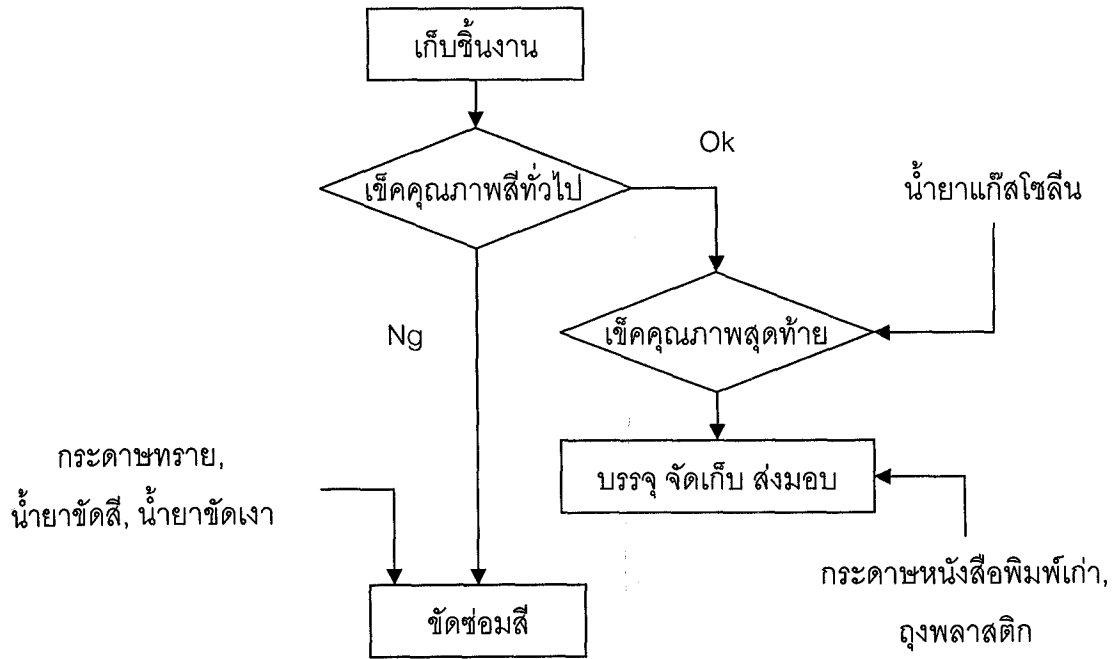 เก็บชิ้นงาน
Ok
เช็คคุณภาพสีทั่วไป
น้ำยาแก๊สโซลีน
Ng
เช็คคุณภาพสุดท้าย
กระดาษทราย,
น้ำยาขัดสี, น้ำยาขัดเงา
บรรจุ จัดเก็บ ส่งมอบ
กระดาษหนังสือพิมพ์เก่า,
ถุงพลาสติก
ขัดซ่อมสี